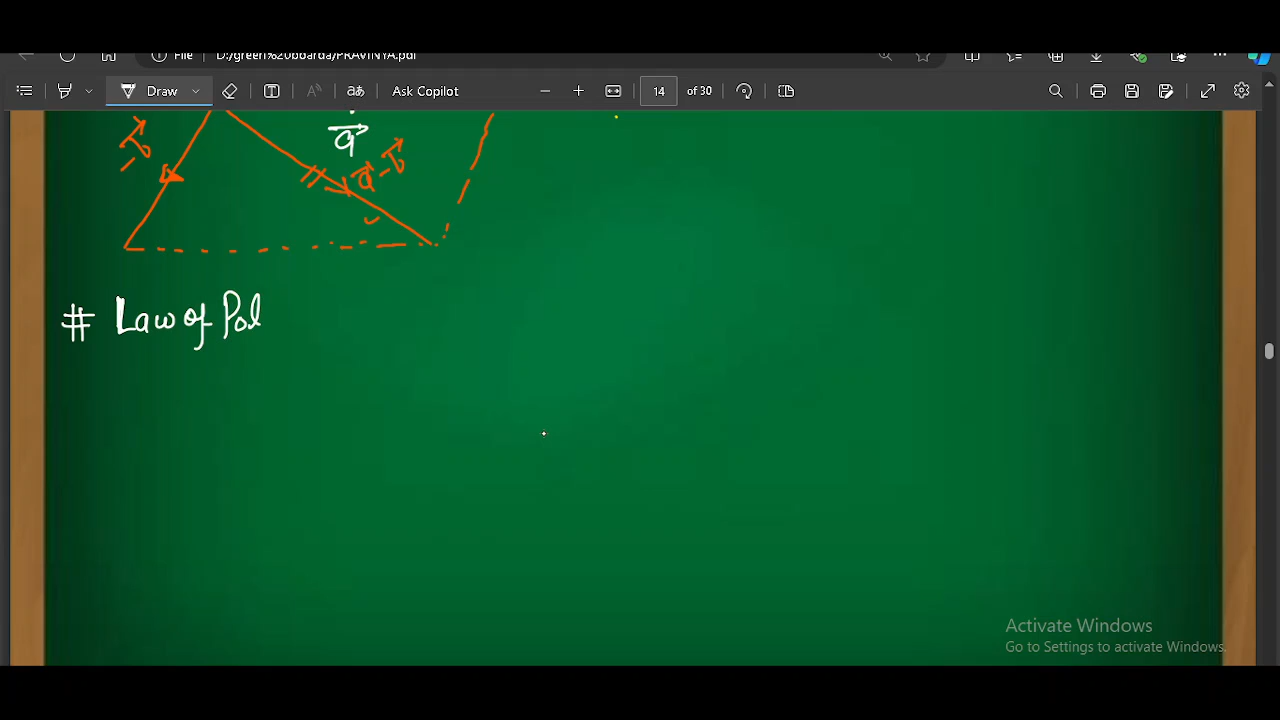 File D:/green%20boarda/PRAVINYA.pdf
Draw Ask Copilot 14 of 30
-b⃗
a⃗
a⃗-b⃗
# Law of Pol
Activate Windows
Go to Settings to activate Windows.